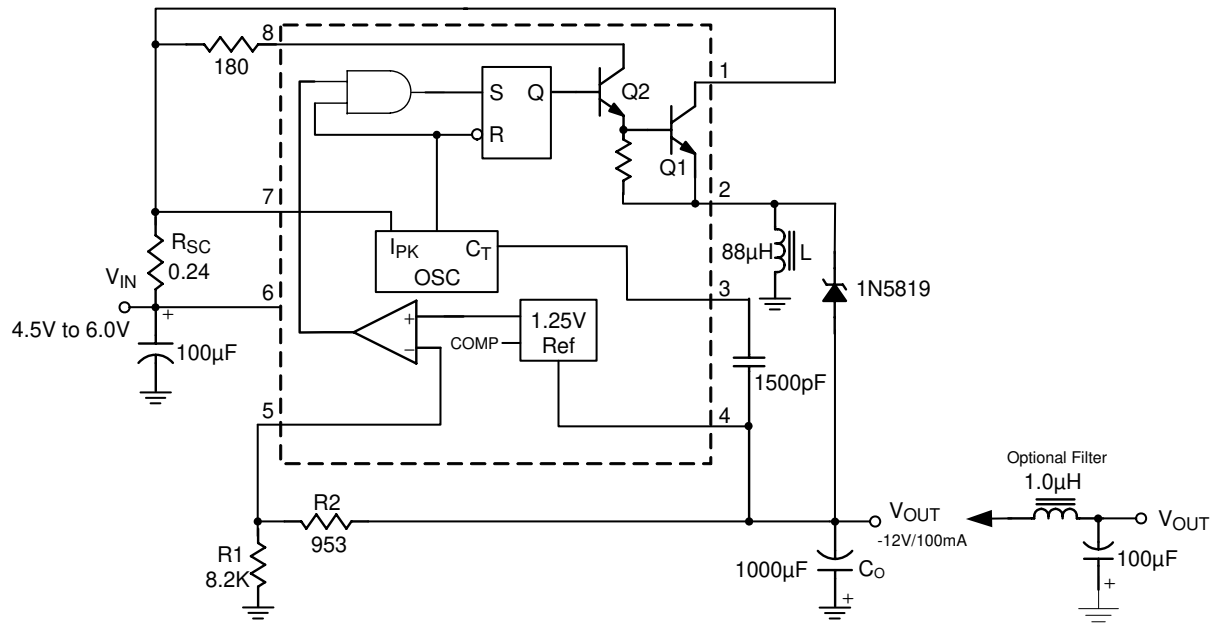 8
180
1
S
Q
Q2
R
Q1
7
2
RSC
0.24
IPK
CT
OSC
88µH
L
VIN
6
3
1N5819
4.5V to 6.0V
+
+
−
1.25V
Ref
COMP
100µF
1500pF
5
4
Optional Filter
1.0µH
R2
953
VOUT
-12V/100mA
VOUT
R1
8.2K
1000µF
CO
+
100µF
+